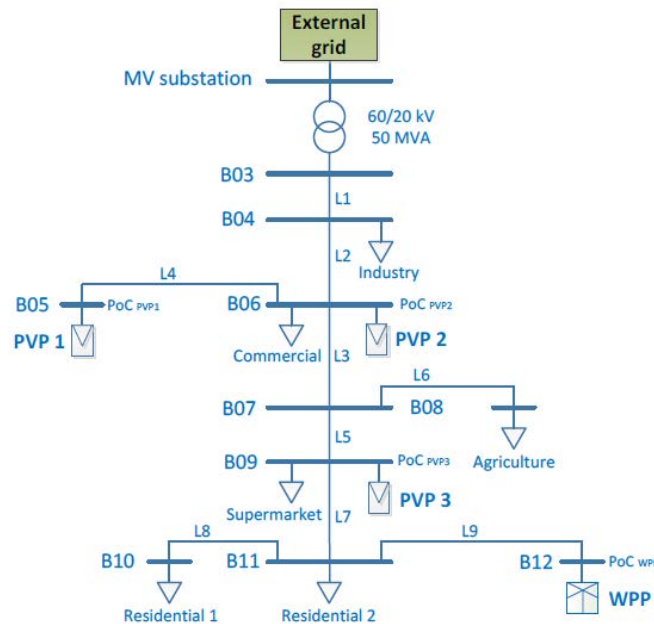 External
grid
MV substation
60/20 kV
50 MVA
B03
L1
B04
L2
Industry
L4
B05
PoC PVP1
B06
PoC PVP2
PVP 1
Commercial
PVP 2
L3
L6
B07
B08
L5
Agriculture
B09
PoC PVP3
Supermarket
PVP 3
L7
L8
L9
B10
B11
B12
PoC WPP
Residential 1
Residential 2
WPP